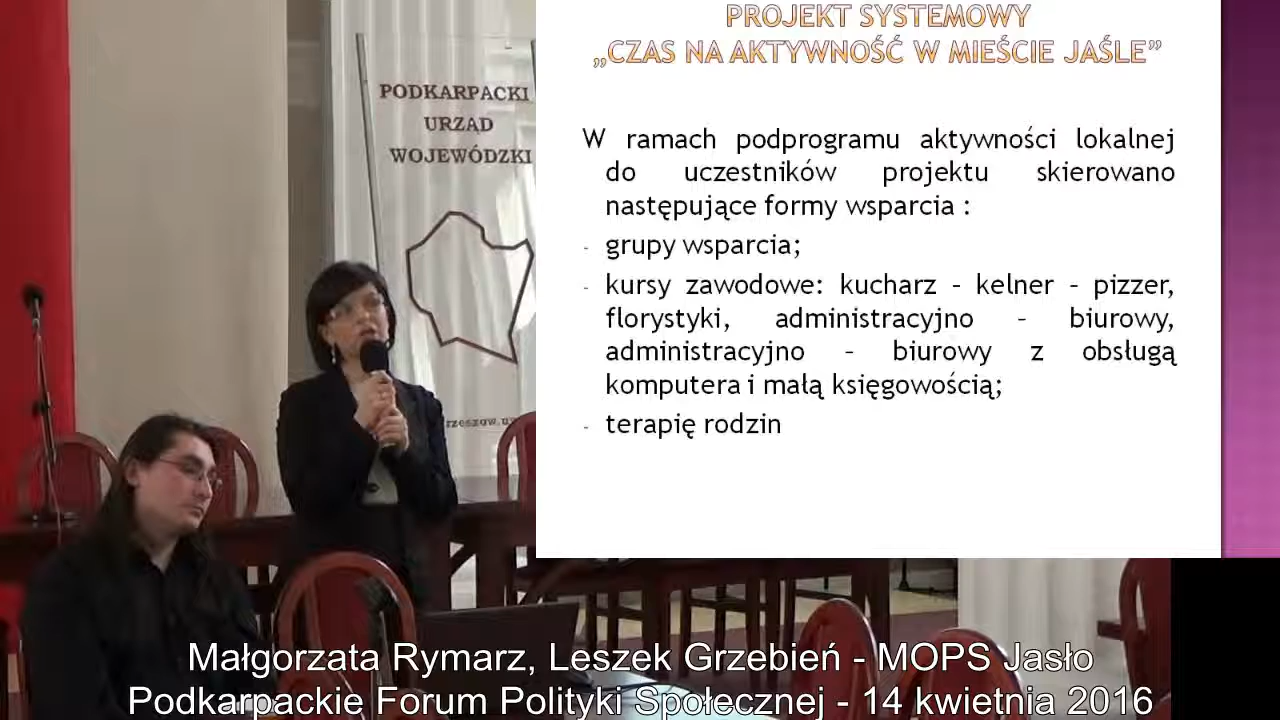 PROJEKT SYSTEMOWY
„CZAS NA AKTYWNOŚĆ W MIEŚCIE JAŚLE”
W ramach podprogramu aktywności lokalnej
do uczestników projektu skierowano
następujące formy wsparcia :
- grupy wsparcia;
- kursy zawodowe: kucharz – kelner – pizzer,
florystyki, administracyjno – biurowy,
administracyjno – biurowy z obsługą
komputera i małą księgowością;
- terapię rodzin
PODKARPACKI
URZĄD
WOJEWÓDZKI
rzeszow.u
Małgorzata Rymarz, Leszek Grzebień - MOPS Jasło
Podkarpackie Forum Polityki Społecznej - 14 kwietnia 2016